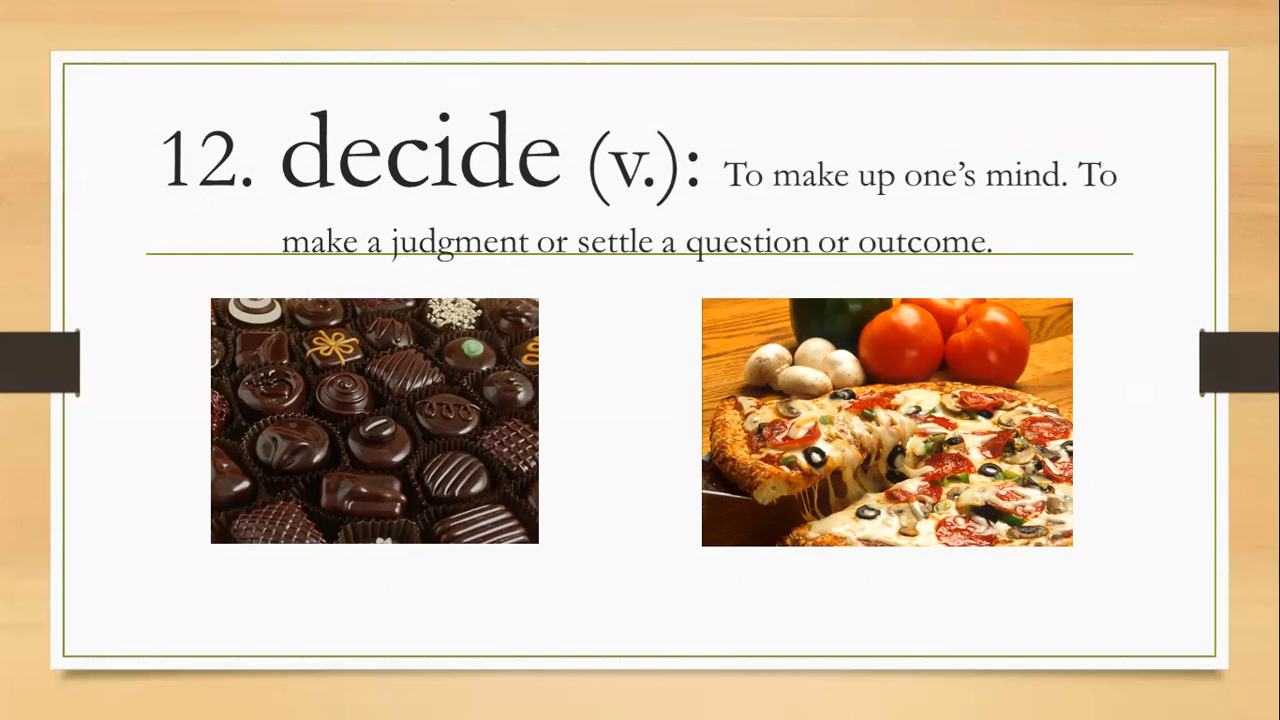 12. decide (v.): To make up one’s mind. To
make a judgment or settle a question or outcome.